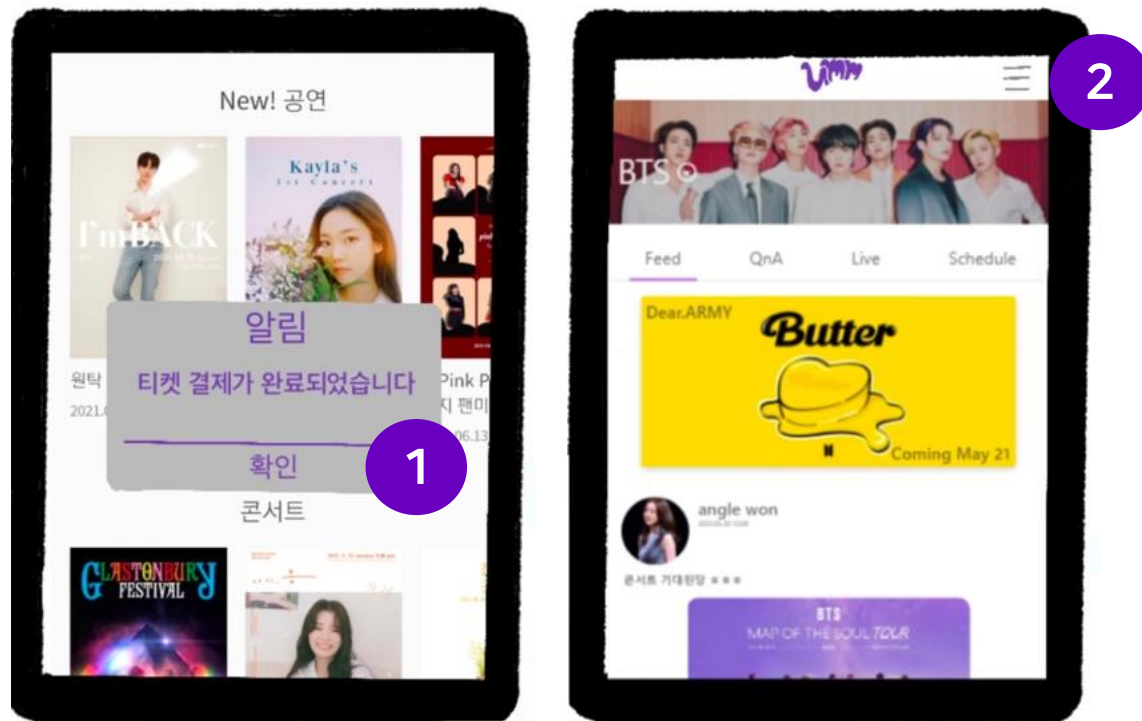 New! 공연
Kayla's
1st Concert
I'm BACK
알림
티켓 결제가 완료되었습니다
확인
1
원탁
2021.0
Pink P
지 팬미
06.13
콘서트
GLASTONBURY
FESTIVAL
2
BTS
Feed
QnA
Live
Schedule
Dear.ARMY
Butter
Coming May 21
angle won
콘서트 기대된당
BTS
MAP OF THE SOUL TOUR